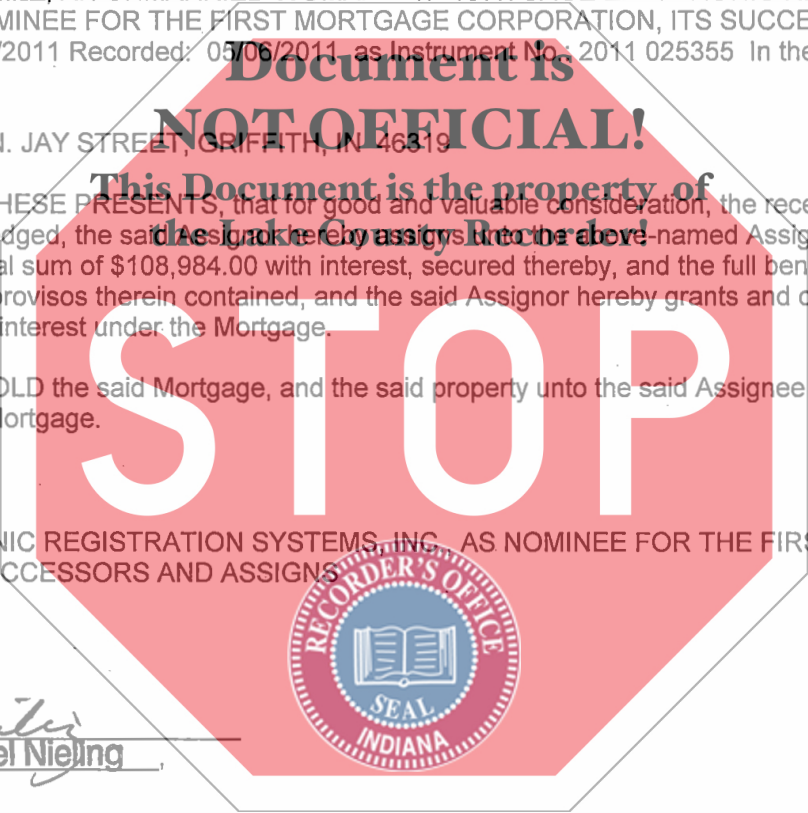 MINEE FOR THE FIRST MORTGAGE CORPORATION, ITS SUCCE
/2011 Recorded: 05/06/2011 as Instrument No.: 2011 025355 In the
Document is
NOT OFFICIAL!
N. JAY STREET, GRIFFITH, IN 46319
This Document is the property of
the Lake County Recorder!
HESE PRESENTS, that for good and valuable consideration, the rece
dged, the said Assignor hereby assigns unto the above-named Assig
al sum of $108,984.00 with interest, secured thereby, and the full ben
provisos therein contained, and the said Assignor hereby grants and c
interest under the Mortgage.
STOP
OLD the said Mortgage, and the said property unto the said Assignee
Mortgage.
NIC REGISTRATION SYSTEMS, INC., AS NOMINEE FOR THE FIRS
CCESSORS AND ASSIGNS
RECORDER'S OFFICE
SEAL
INDIANA
el Nieling